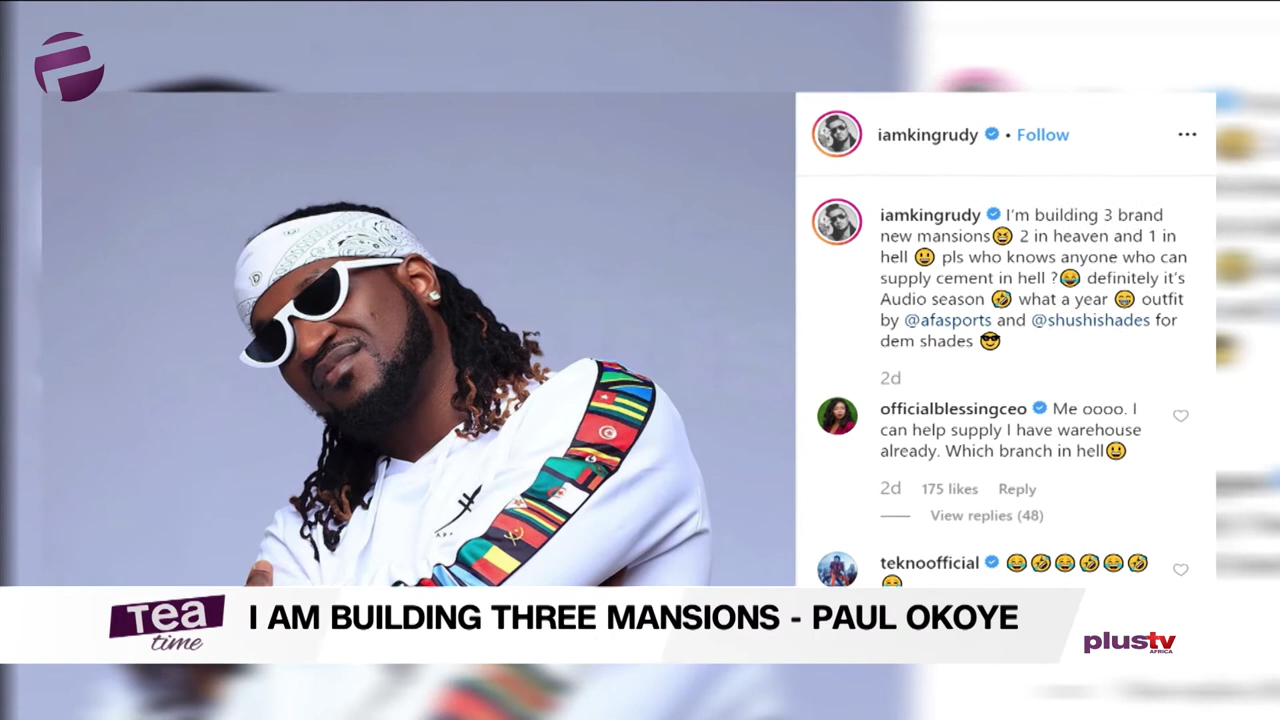 iamkingrudy • Follow
iamkingrudy I'm building 3 brand
new mansions😆 2 in heaven and 1 in
hell 😃 pls who knows anyone who can
supply cement in hell ?😂 definitely it's
Audio season 🤣 what a year 😁 outfit
by @afasports and @shushishades for
dem shades 😎
2d
officialblessingceo Me oooo. I
can help supply I have warehouse
already. Which branch in hell😃
2d 175 likes Reply
View replies (48)
teknoofficial 😂🤣😂🤣😂🤣
😂
Tea
time
I AM BUILDING THREE MANSIONS - PAUL OKOYE
plustv
AFRICA